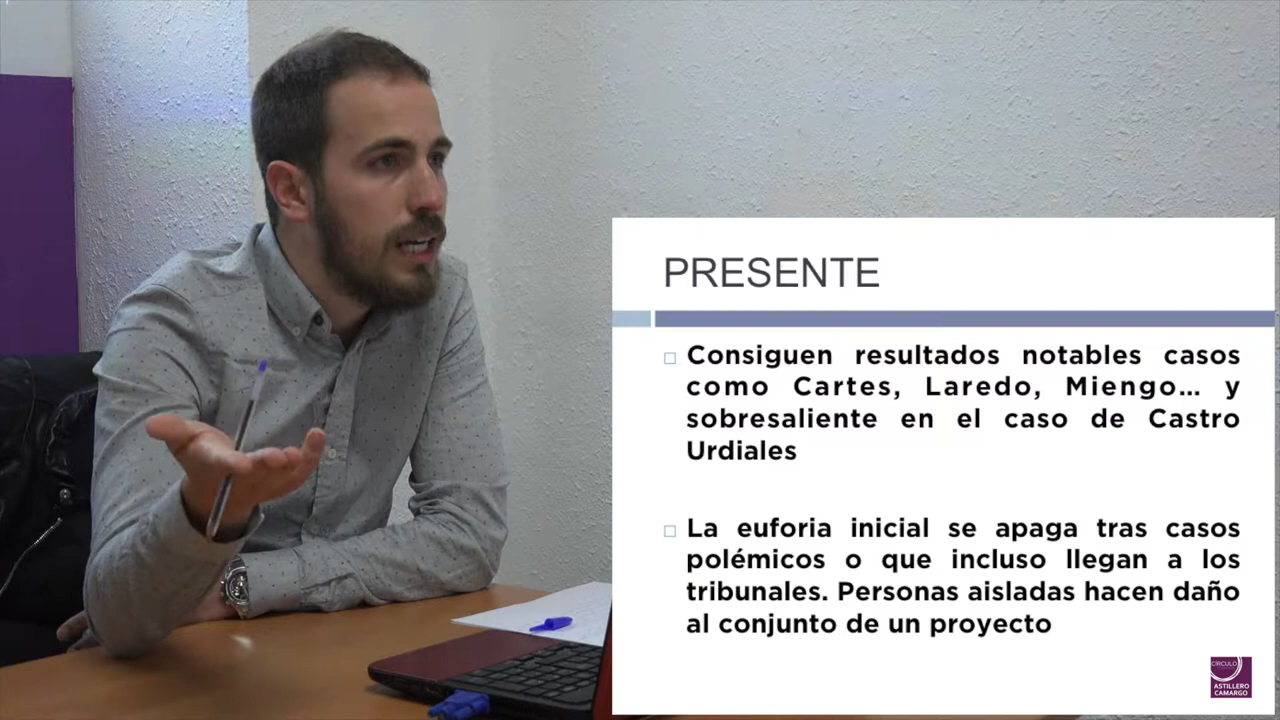 PRESENTE
Consiguen resultados notables casos
como Cartes, Laredo, Miengo... y
sobresaliente en el caso de Castro
Urdiales
La euforia inicial se apaga tras casos
polémicos o que incluso llegan a los
tribunales. Personas aisladas hacen daño
al conjunto de un proyecto
CÍRCULO
ASTILLERO
CAMARGO